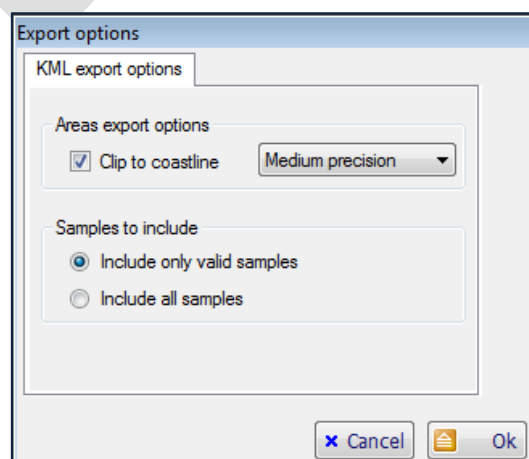 Export options
KML export options
Areas export options
Clip to coastline Medium precision
Samples to include
Include only valid samples
Include all samples
Cancel Ok